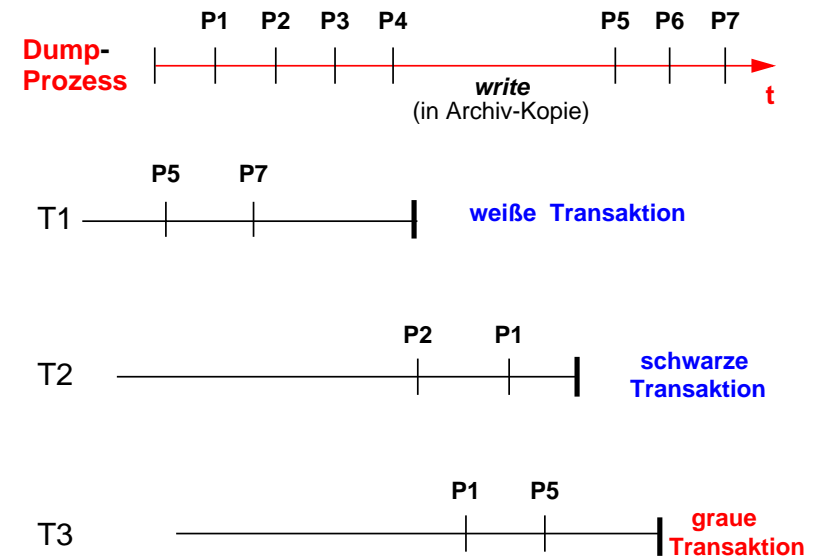 P1 P2 P3 P4 P5 P6 P7
Dump-
Prozess
write
(in Archiv-Kopie)
t
P5 P7
T1
weiße Transaktion
P2 P1
T2
schwarze
Transaktion
P1 P5
T3
graue
Transaktion